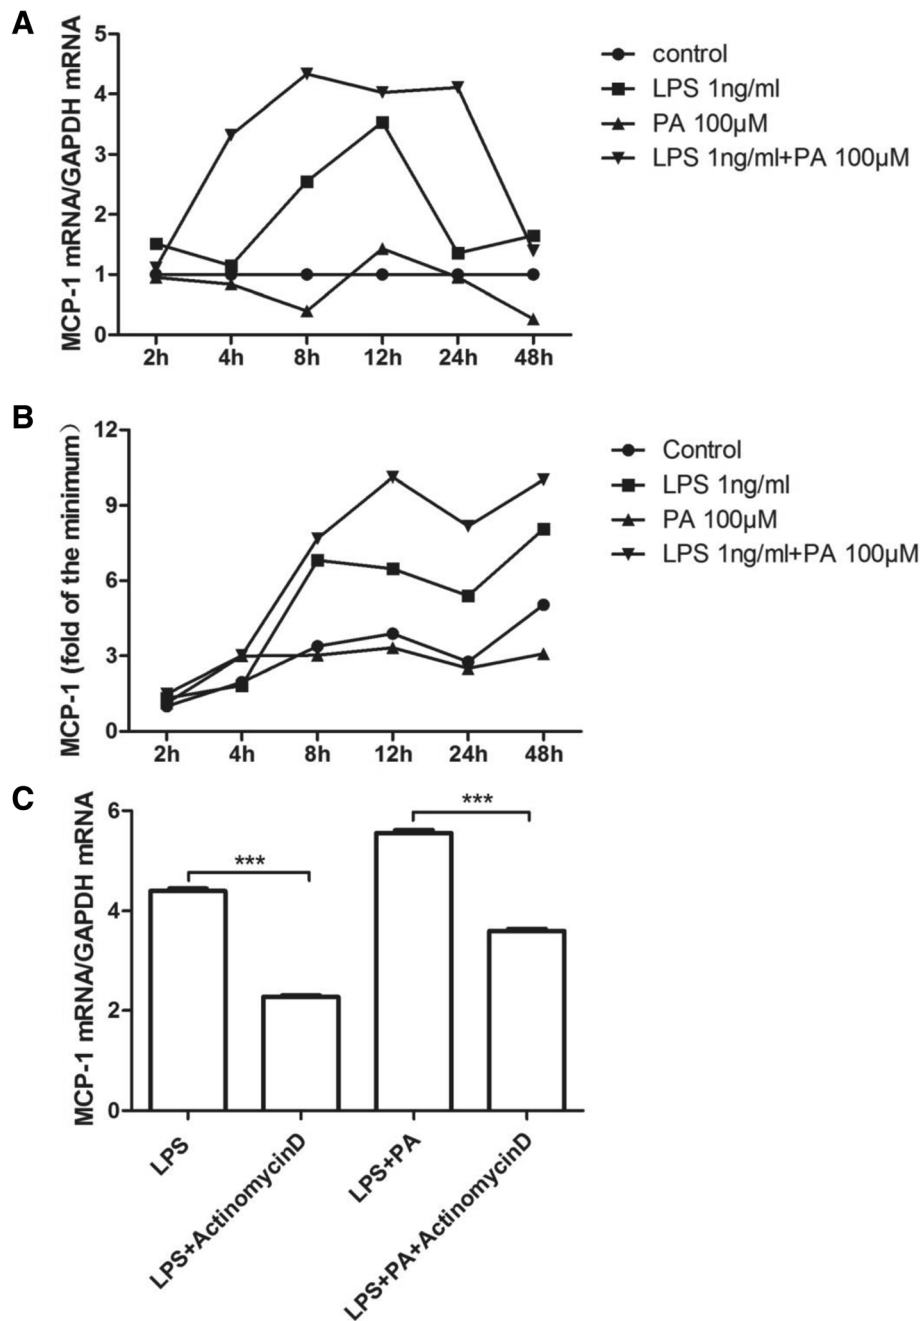 A
MCP-1 mRNA/GAPDH mRNA
5
4
3
2
1
0
2h 4h 8h 12h 24h 48h
control
LPS 1ng/ml
PA 100μM
LPS 1ng/ml+PA 100μM
B
MCP-1 (fold of the minimum）
12
9
6
3
0
2h 4h 8h 12h 24h 48h
Control
LPS 1ng/ml
PA 100μM
LPS 1ng/ml+PA 100μM
C
MCP-1 mRNA/GAPDH mRNA
6
4
2
0
***
***
LPS
LPS+ActinomycinD
LPS+PA
LPS+PA+ActinomycinD